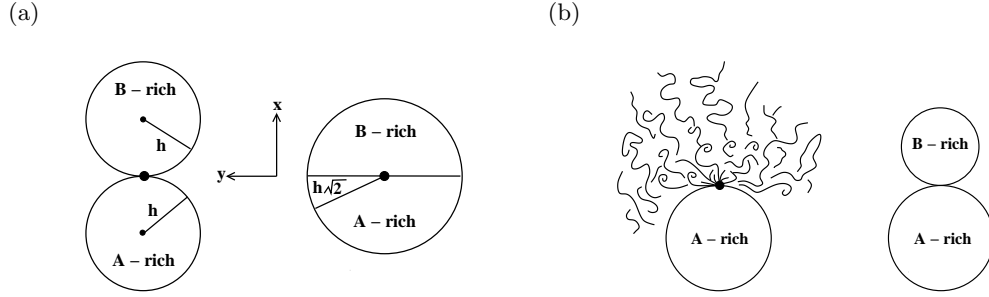 (a)
B – rich
h
h
A – rich
x
y
B – rich
h√2
A – rich
(b)
A – rich
B – rich
A – rich